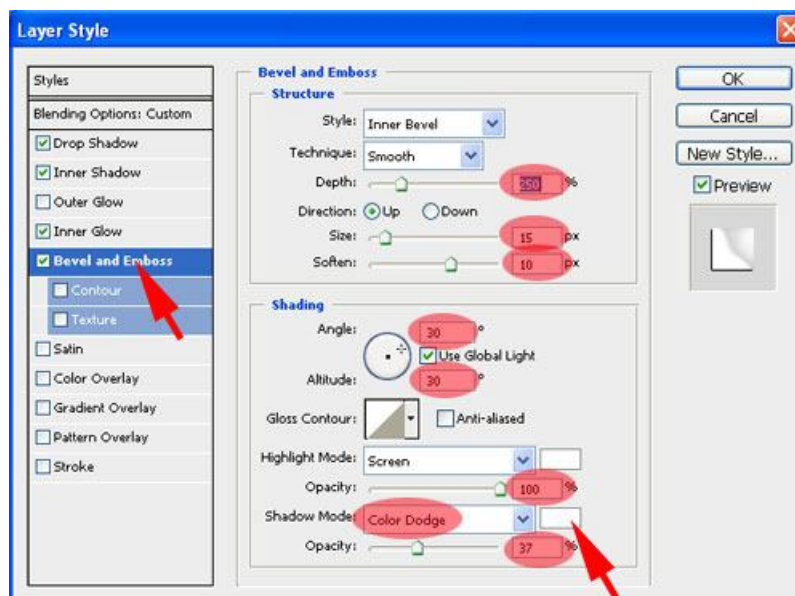 Layer Style
Styles
Blending Options: Custom
Drop Shadow
Inner Shadow
Outer Glow
Inner Glow
Bevel and Emboss
Contour
Texture
Satin
Color Overlay
Gradient Overlay
Pattern Overlay
Stroke
Bevel and Emboss
Structure
Style: Inner Bevel
Technique: Smooth
Depth: 250 %
Direction: Up Down
Size: 15 px
Soften: 10 px
Shading
Angle: 30 °
Use Global Light
Altitude: 30 °
Gloss Contour: Anti-aliased
Highlight Mode: Screen
Opacity: 100 %
Shadow Mode: Color Dodge
Opacity: 37 %
OK
Cancel
New Style...
Preview